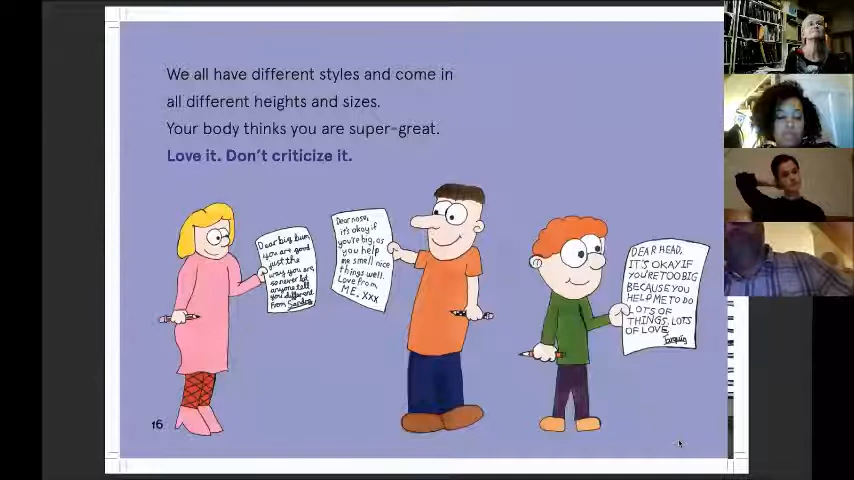 We all have different styles and come in
all different heights and sizes.
Your body thinks you are super-great.
Love it. Don't criticize it.
Dear big bum,
you are good
just the
way you are,
so never let
anyone tell
you different
From Sandra
Dear nose,
it's okay if
you're big, as
you help
me smell nice
things well.
Love from
ME. XXX
DEAR HEAD,
IT'S OKAY IF
YOU'RE TOO BIG
BECAUSE YOU
HELP ME TO DO
LOTS OF
THINGS. LOTS
OF LOVE
16